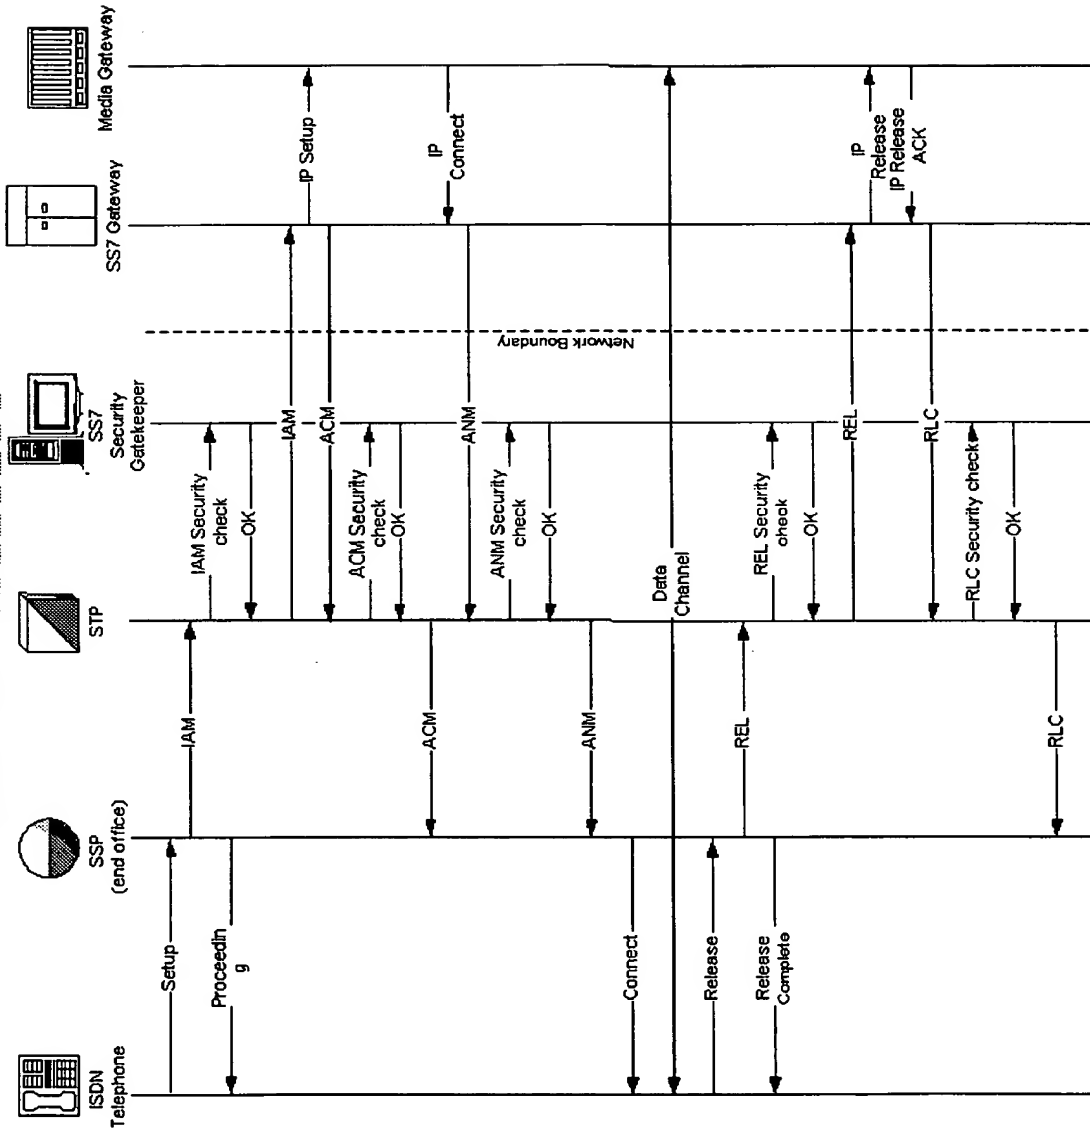 Media Gateway
SS7 Gateway
SS7
Security
Gatekeeper
STP
SSP
(end office)
ISDN
Telephone
Network Boundary
Setup
IAM
IAM Security
check
Proceedin
g
OK
IAM
IP Setup
ACM
ACM Security
check
OK
ACM
IP
Connect
ANM
ANM Security
check
OK
ANM
Connect
Data
Channel
Release
REL
REL Security
check
Release
Complete
OK
REL
IP
Release
IP Release
ACK
RLC
RLC Security check
OK
RLC